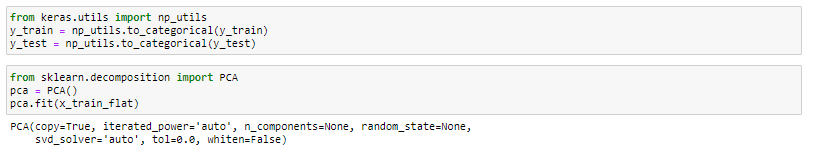 from keras.utils import np_utils
y_train = np_utils.to_categorical(y_train)
y_test = np_utils.to_categorical(y_test)
from sklearn.decomposition import PCA
pca = PCA()
pca.fit(x_train_flat)
PCA(copy=True, iterated_power='auto', n_components=None, random_state=None,
    svd_solver='auto', tol=0.0, whiten=False)